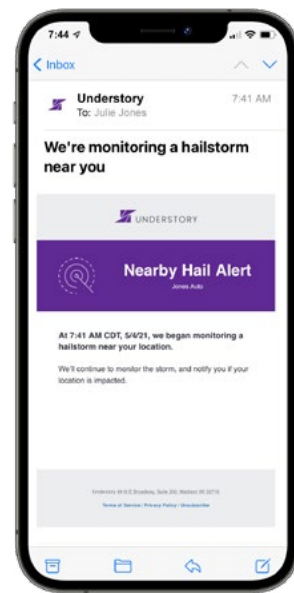 7:44
Inbox
Understory
7:41 AM
To: Julie Jones
We're monitoring a hailstorm
near you
UNDERSTORY
Nearby Hail Alert
Jones Auto
At 7:41 AM CDT, 5/4/21, we began monitoring a
hailstorm near your location.
We'll continue to monitor the storm, and notify you if your
location is impacted.
Understory
Terms of Service | Privacy Policy | Unsubscribe